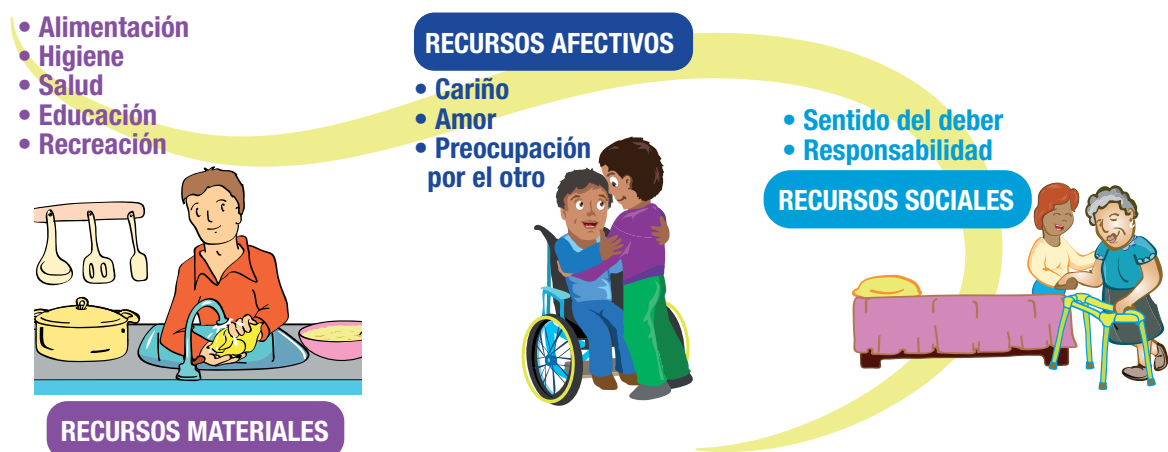 • Alimentación
• Higiene
• Salud
• Educación
• Recreación
RECURSOS MATERIALES
RECURSOS AFECTIVOS
• Cariño
• Amor
• Preocupación
por el otro
• Sentido del deber
• Responsabilidad
RECURSOS SOCIALES